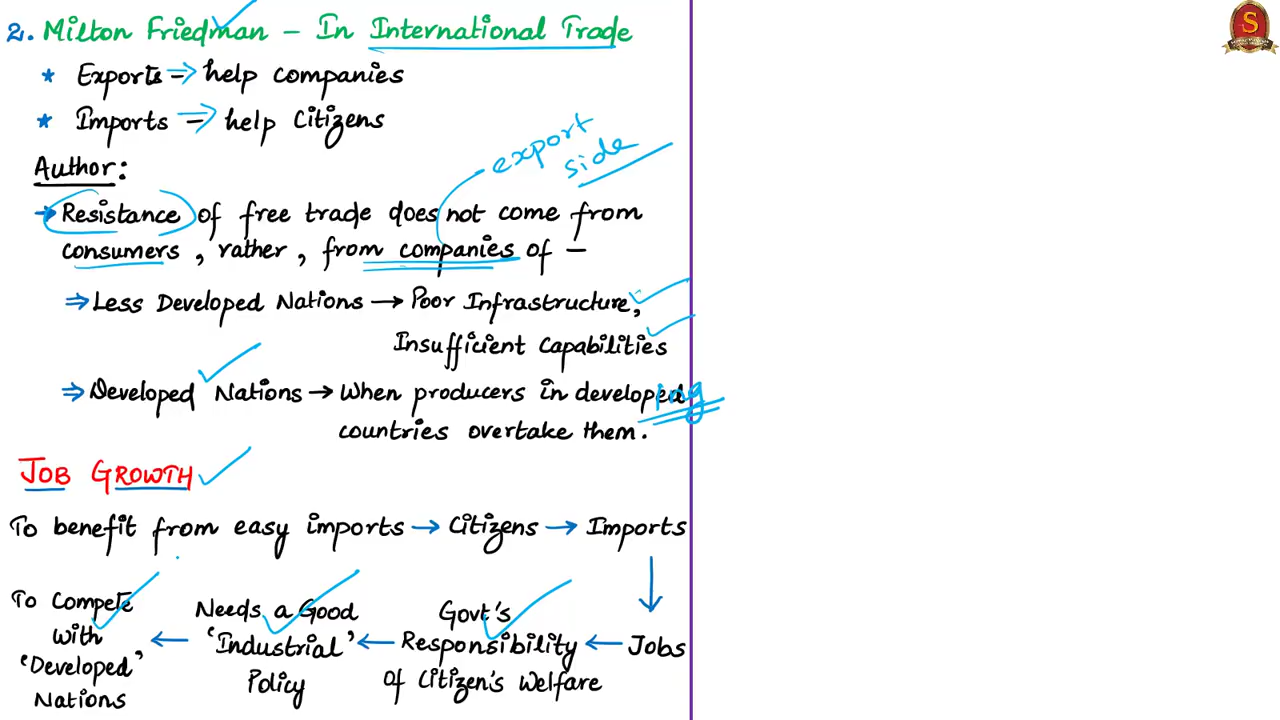 2. Milton Friedman – In International Trade
* Exports ⇒ help companies
* Imports ⇒ help Citizens
export
side
Author:
→ Resistance of free trade does not come from
consumers, rather, from companies of –
⇒ Less Developed Nations → Poor Infrastructure,
Insufficient Capabilities
⇒ Developed Nations → When producers in developing
countries overtake them.
JOB GROWTH
To benefit from easy imports → Citizens → Imports
↓
To Compete with 'Developed' Nations ← Needs a Good 'Industrial' Policy ← Govt's Responsibility Of Citizen's Welfare ← Jobs
S